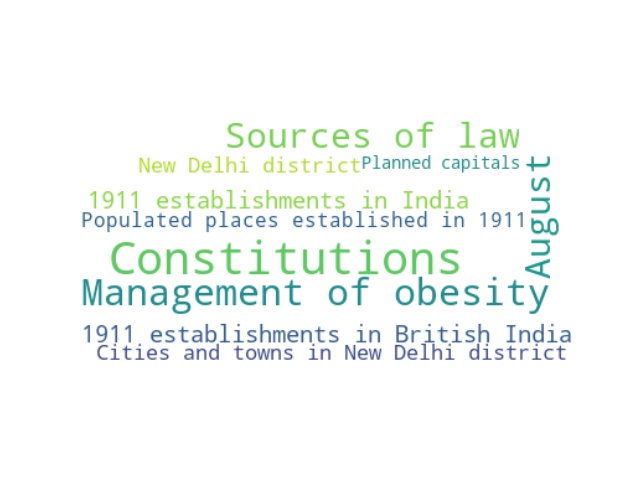 Sources of law
New Delhi district
Planned capitals
August
1911 establishments in India
Populated places established in 1911
Constitutions
Management of obesity
1911 establishments in British India
Cities and towns in New Delhi district